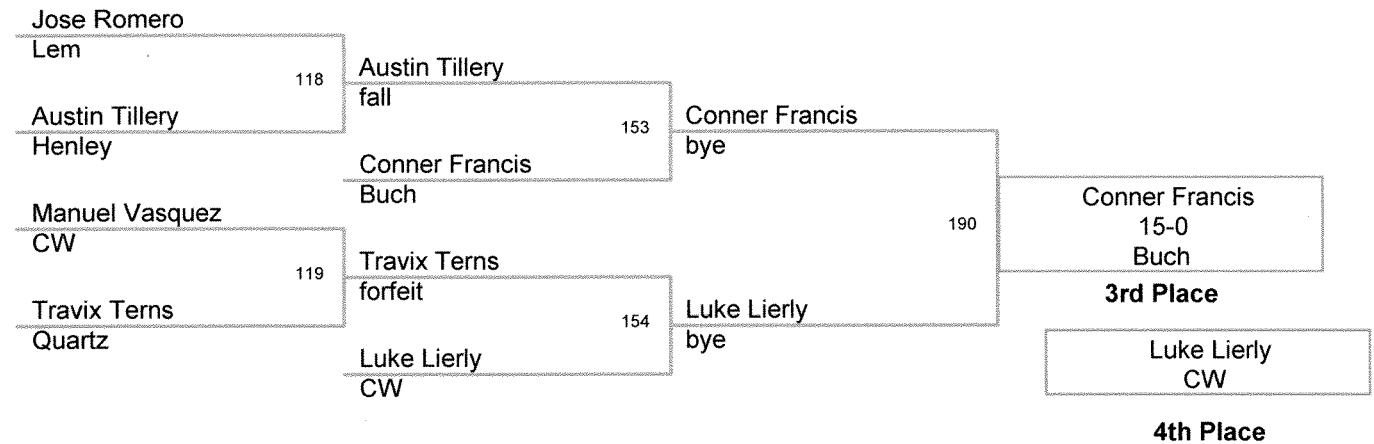 Jose Romero
Lem
118
Austin Tillery
fall
Austin Tillery
Henley
153
Conner Francis
bye
Conner Francis
Buch
Manuel Vasquez
CW
190
Conner Francis
15-0
Buch
3rd Place
119
Travix Terns
forfeit
Travix Terns
Quartz
154
Luke Lierly
bye
Luke Lierly
CW
Luke Lierly
CW
4th Place